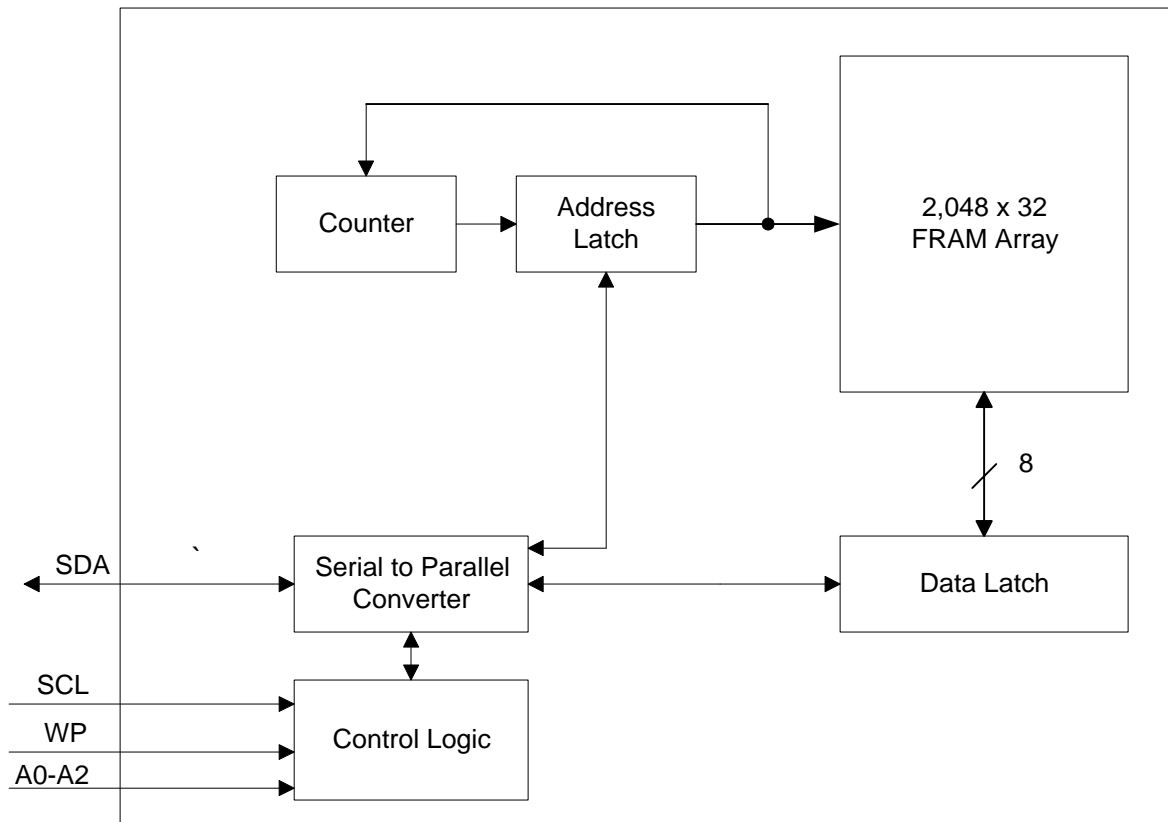 Counter
Address
Latch
2,048 x 32
FRAM Array
8
`
SDA
Serial to Parallel
Converter
Data Latch
SCL
WP
A0-A2
Control Logic